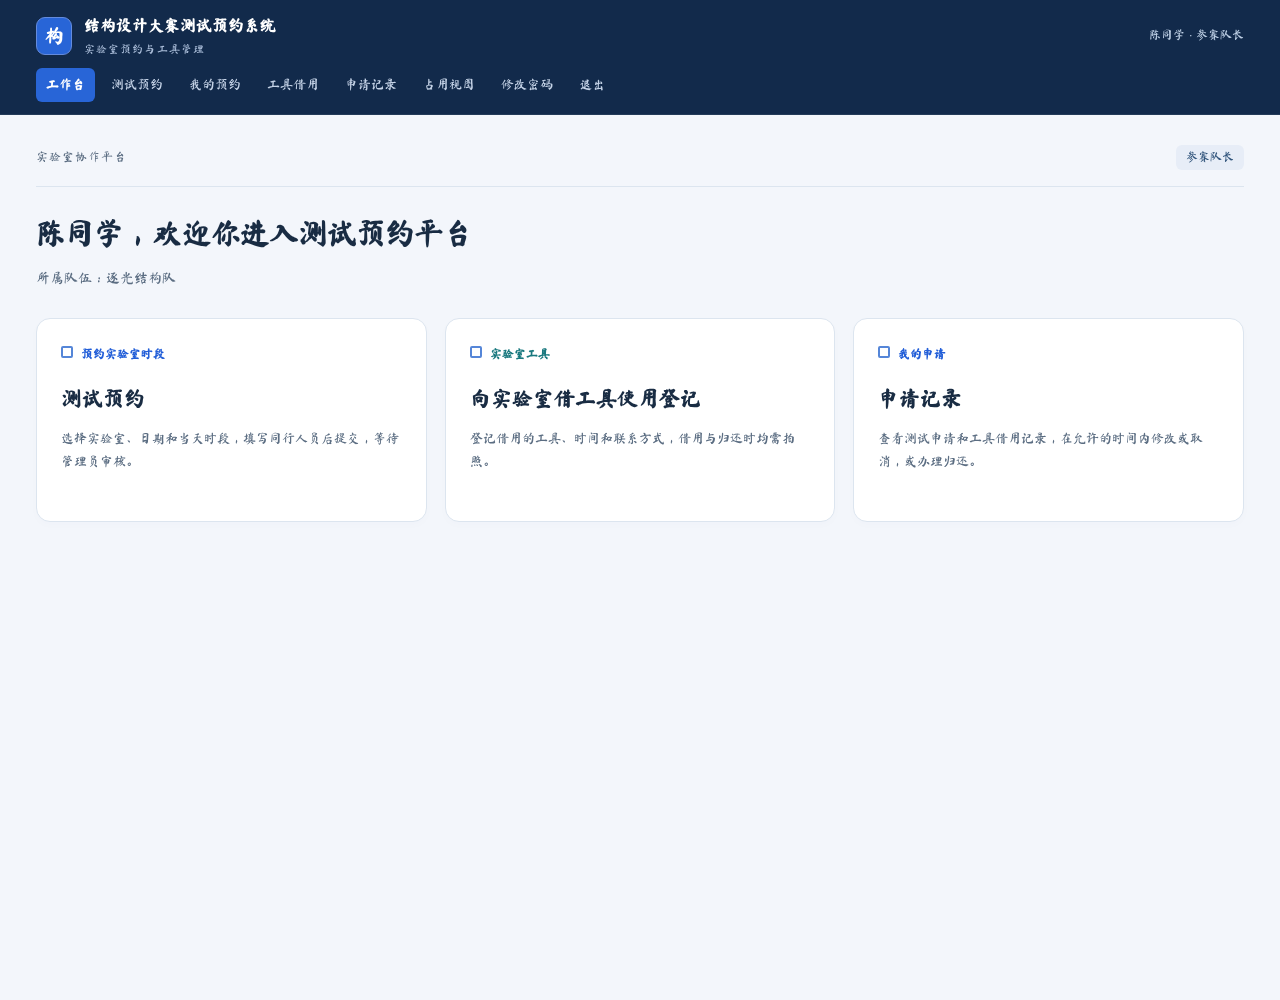 构
结构设计大赛测试预约系统
实验室预约与工具管理
陈同学 · 参赛队长
工作台 测试预约 我的预约 工具借用 申请记录 占用视图 修改密码 退出
实验室协作平台
参赛队长
陈同学，欢迎你进入测试预约平台
所属队伍：逐光结构队
预约实验室时段
测试预约
选择实验室、日期和当天时段，填写同行人员后提交，等待
管理员审核。
实验室工具
向实验室借工具使用登记
登记借用的工具、时间和联系方式，借用与归还时均需拍
照。
我的申请
申请记录
查看测试申请和工具借用记录，在允许的时间内修改或取
消，或办理归还。